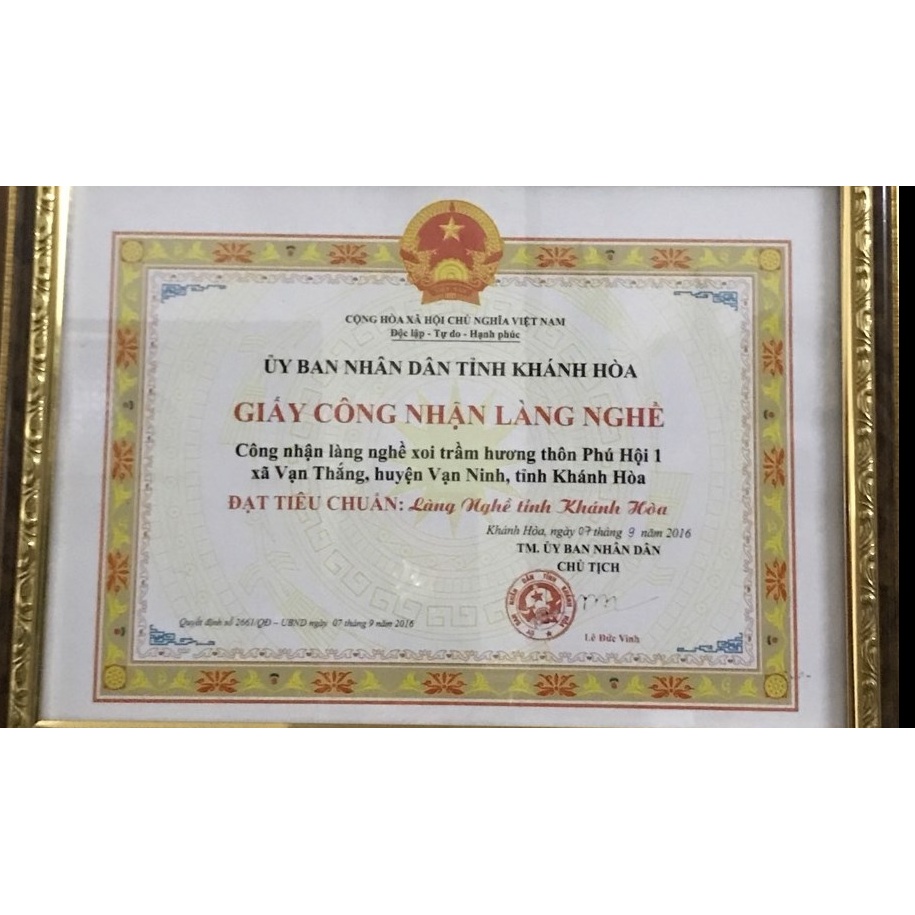 CỘNG HÒA XÃ HỘI CHỦ NGHĨA VIỆT NAM
Độc lập - Tự do - Hạnh phúc
ỦY BAN NHÂN DÂN TỈNH KHÁNH HÒA
GIẤY CÔNG NHẬN LÀNG NGHỀ
Công nhận làng nghề xoi trầm hương thôn Phú Hội 1
xã Vạn Thắng, huyện Vạn Ninh, tỉnh Khánh Hòa
ĐẠT TIÊU CHUẨN: Làng Nghề tỉnh Khánh Hòa
Khánh Hòa, ngày 07 tháng 9 năm 2016
TM. ỦY BAN NHÂN DÂN
CHỦ TỊCH
Quyết định số 2661/QĐ – UBND ngày 07 tháng 9 năm 2016
Lê Đức Vinh